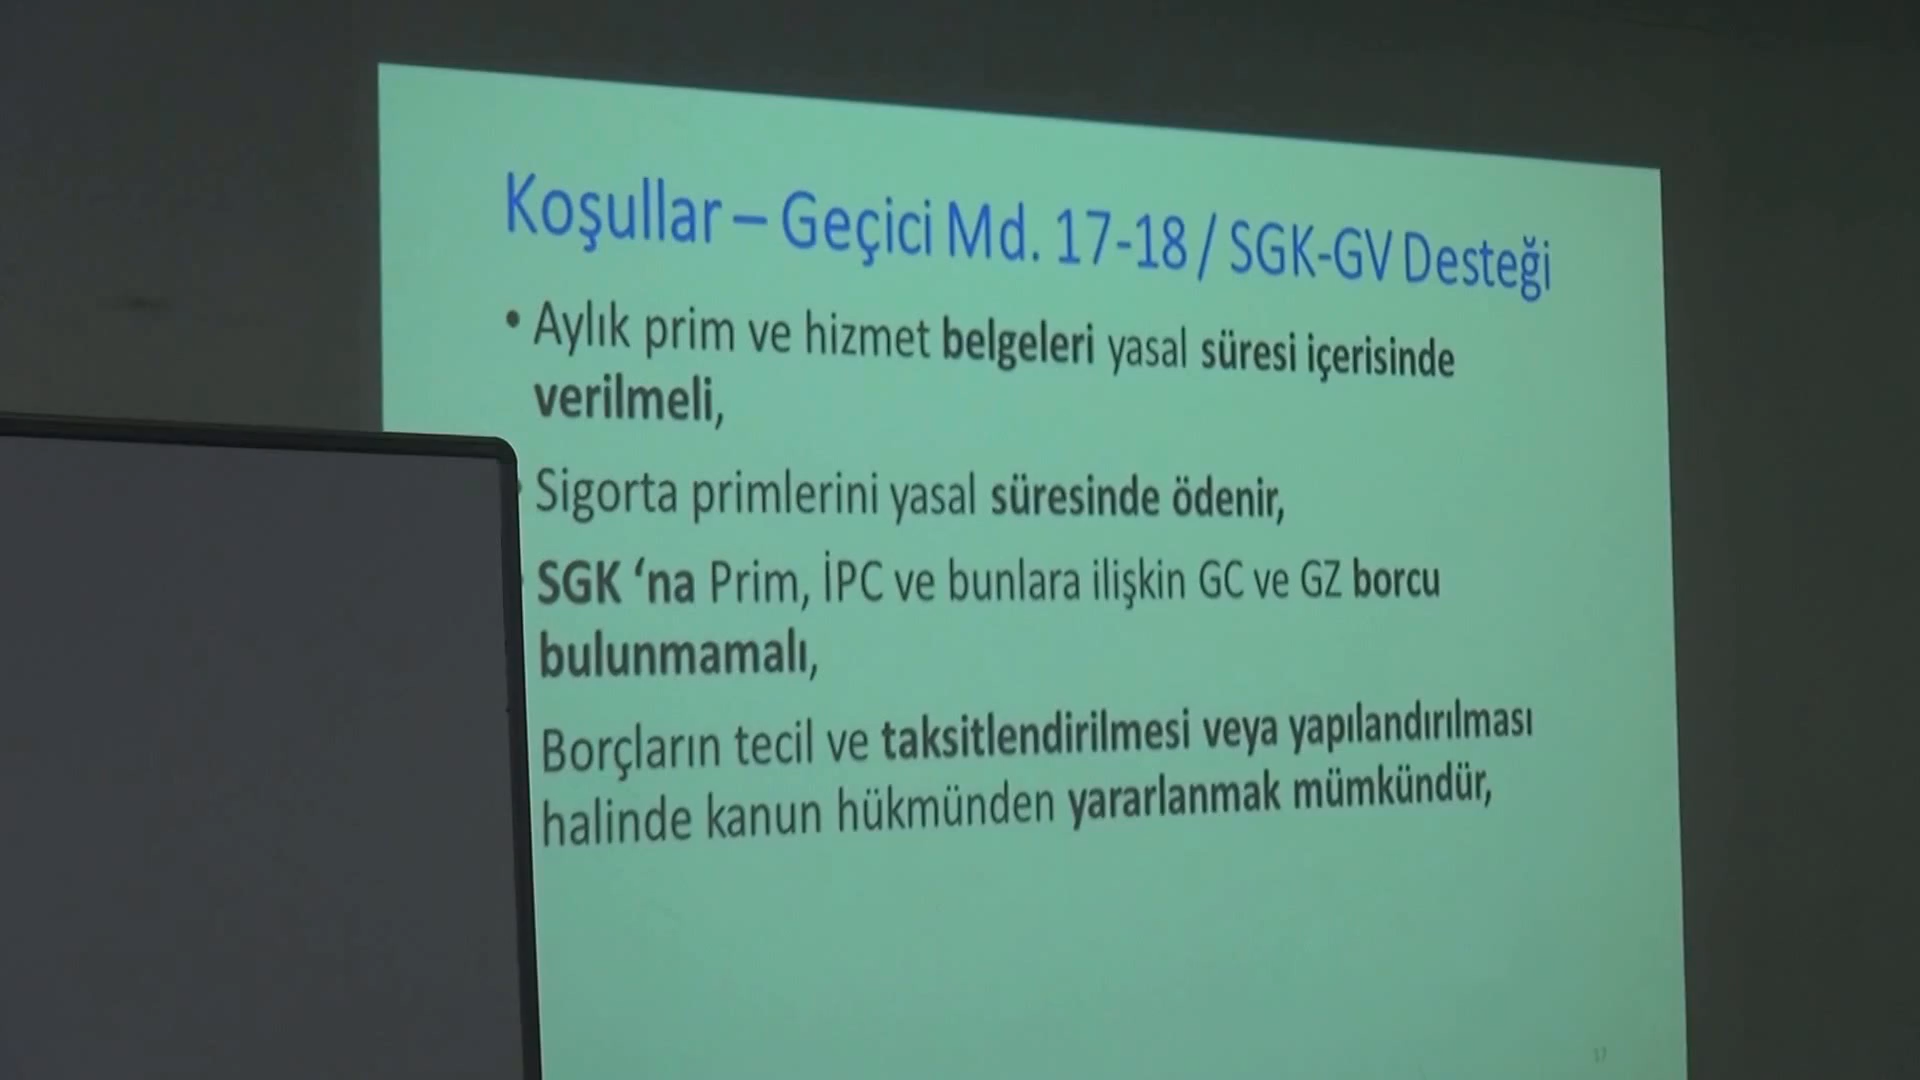 Koşullar – Geçici Md. 17-18 / SGK-GV Desteği
• Aylık prim ve hizmet belgeleri yasal süresi içerisinde
verilmeli,
Sigorta primlerini yasal süresinde ödenir,
SGK ‘na Prim, İPC ve bunlara ilişkin GC ve GZ borcu
bulunmamalı,
Borçların tecil ve taksitlendirilmesi veya yapılandırılması
halinde kanun hükmünden yararlanmak mümkündür,
17